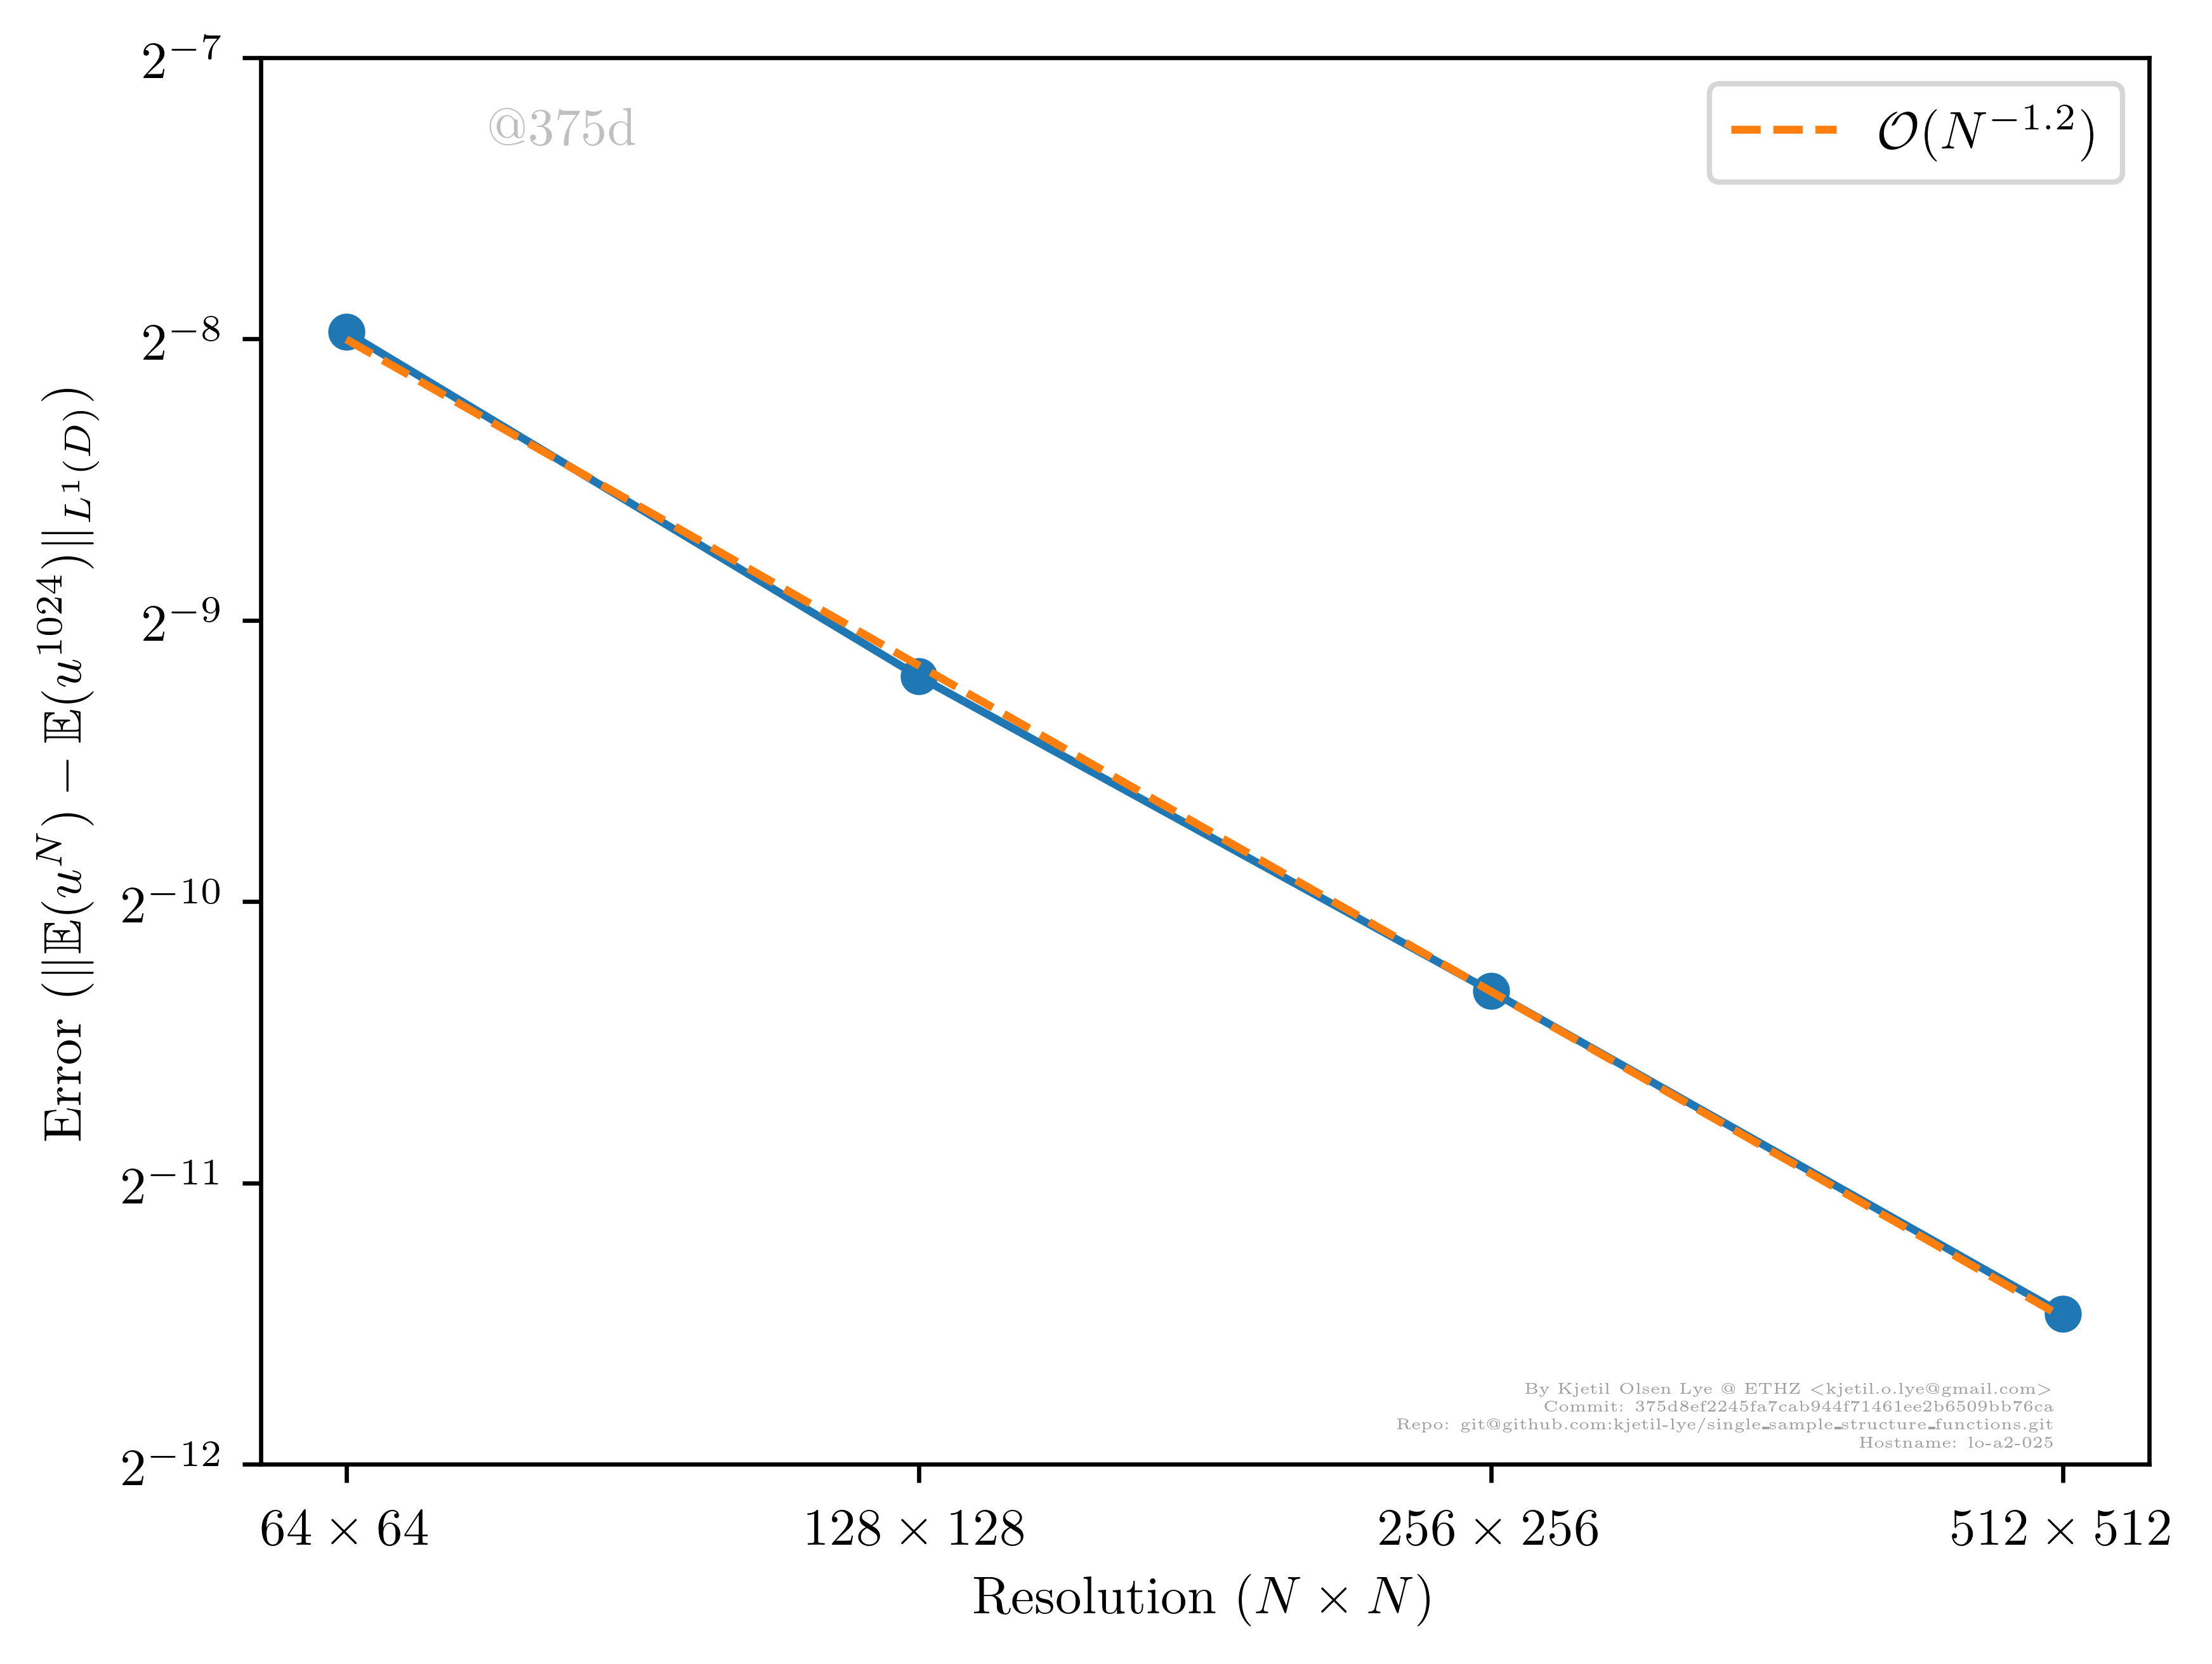 @375d
𝒪(N^{-1.2})
2^{-7}
2^{-8}
2^{-9}
2^{-10}
2^{-11}
2^{-12}
Error (||𝔼(u^N) − 𝔼(u^{1024})||_{L^1(D)})
By Kjetil Olsen Lye @ ETHZ <kjetil.o.lye@gmail.com>
Commit: 375d8ef2245fa7cab944f71461ee2b6509bb76ca
Repo: git@github.com:kjetil-lye/single_sample_structure_functions.git
Hostname: lo-a2-025
64 × 64
128 × 128
256 × 256
512 × 512
Resolution (N × N)